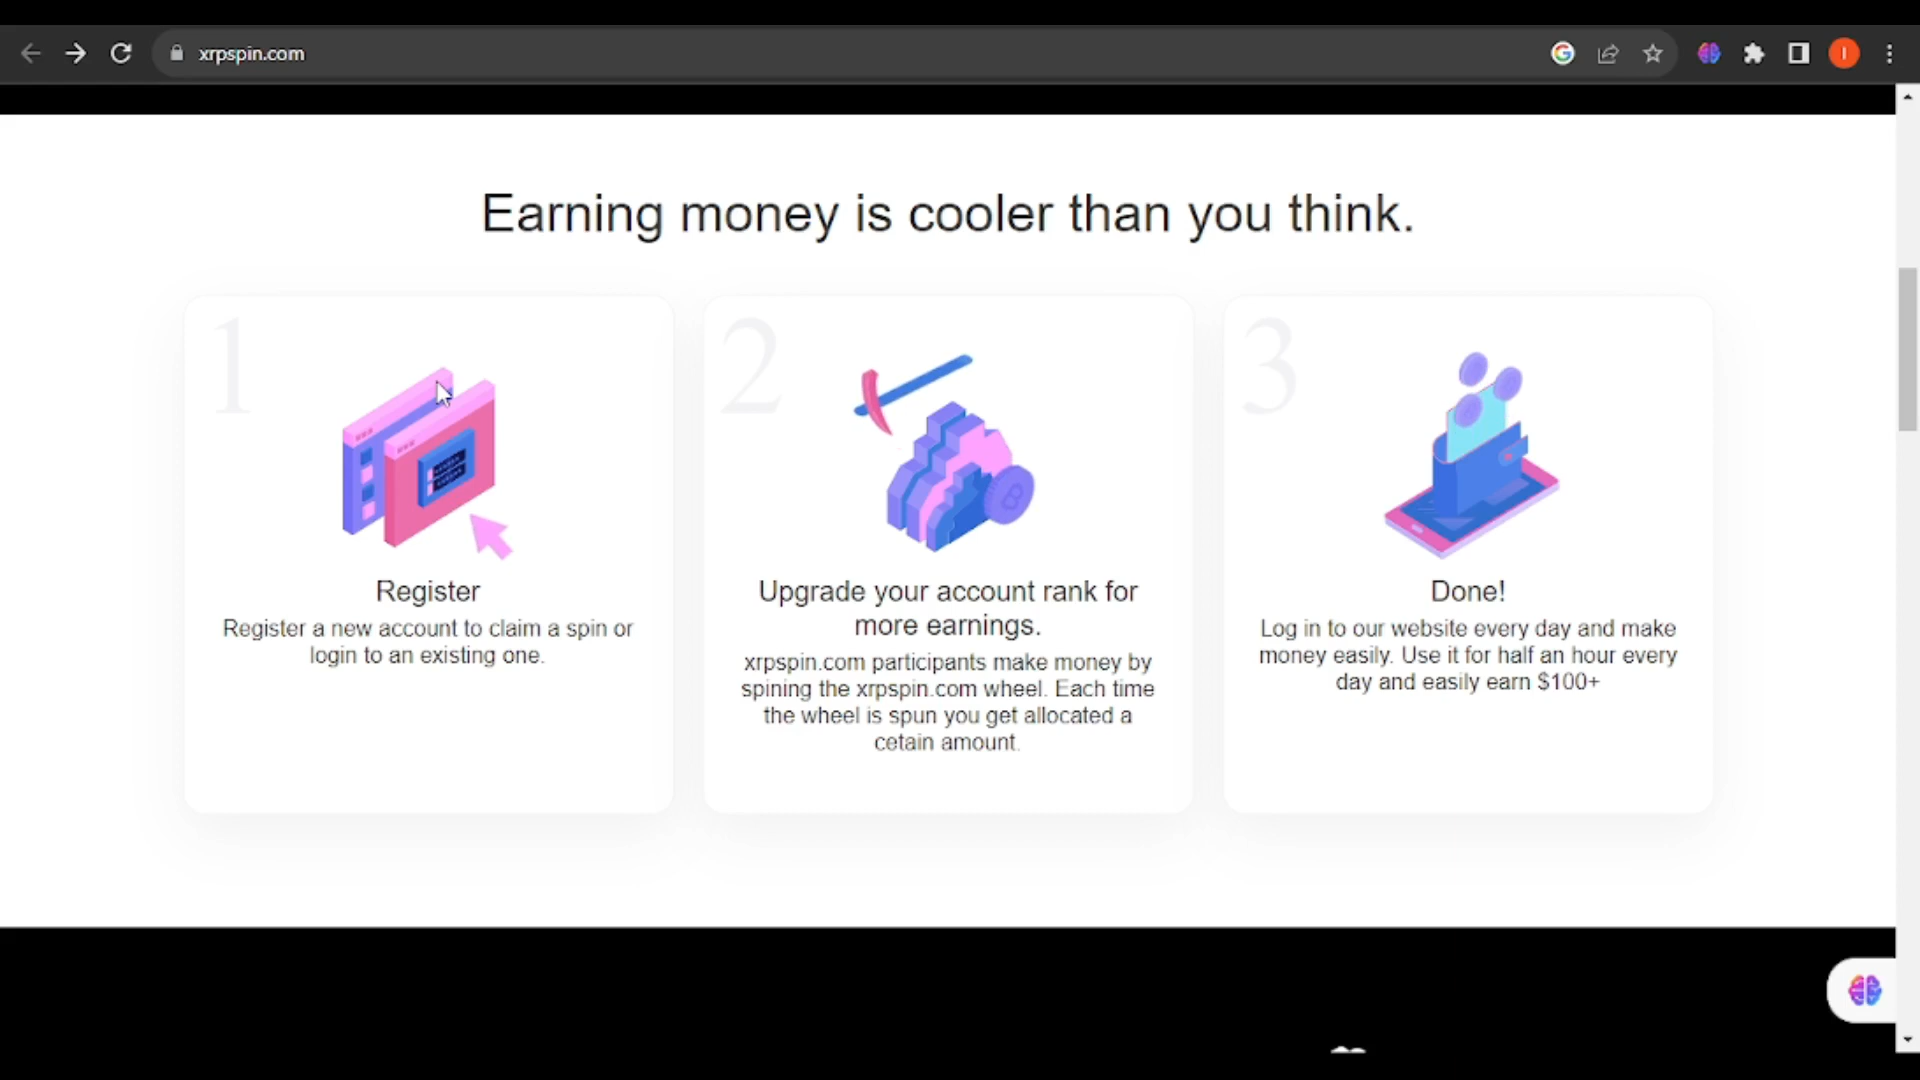 xrpspin.com
I
Earning money is cooler than you think.
1
2
3
Register
Register a new account to claim a spin or
login to an existing one.
Upgrade your account rank for
more earnings.
xrpspin.com participants make money by
spining the xrpspin.com wheel. Each time
the wheel is spun you get allocated a
cetain amount.
Done!
Log in to our website every day and make
money easily. Use it for half an hour every
day and easily earn $100+